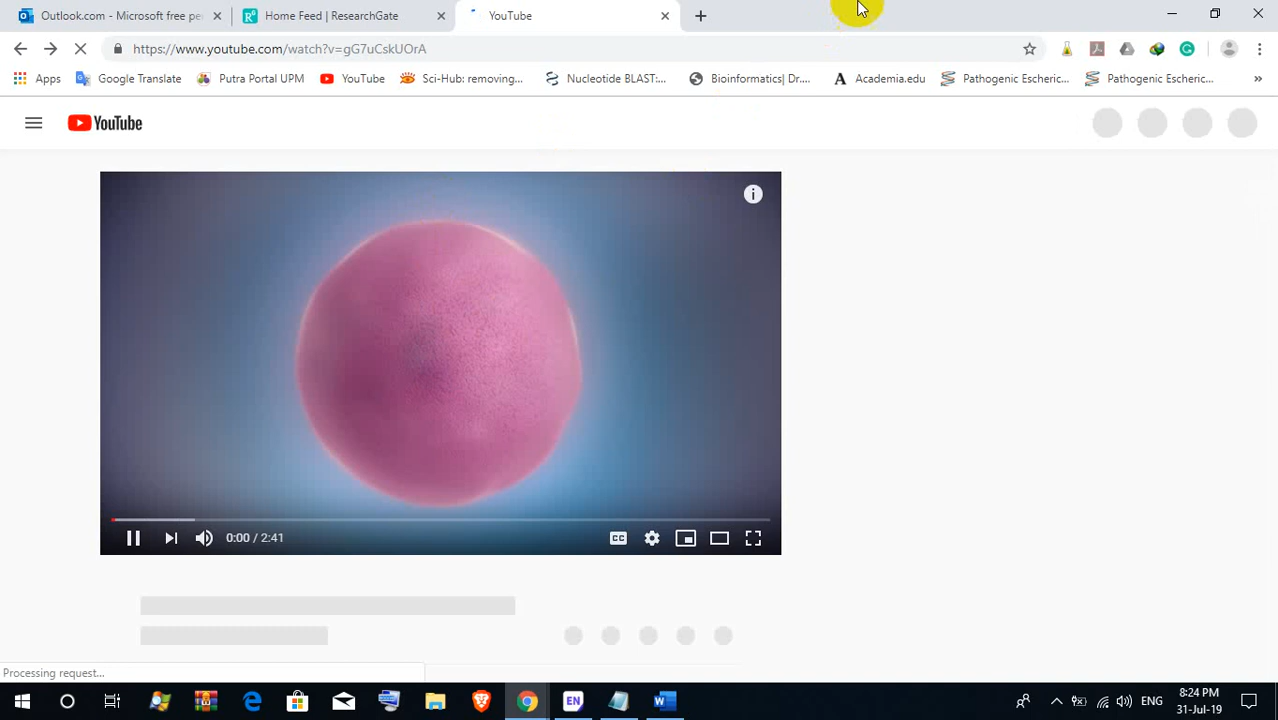 Outlook.com - Microsoft free pe
Home Feed | ResearchGate
YouTube
https://www.youtube.com/watch?v=gG7uCskUOrA
Apps
Google Translate
Putra Portal UPM
YouTube
Sci-Hub: removing...
Nucleotide BLAST:...
Bioinformatics| Dr....
Academia.edu
Pathogenic Escheric...
Pathogenic Escheric...
»
YouTube
i
0:00 / 2:41
CC
Processing request...
EN
ENG
8:24 PM
31-Jul-19